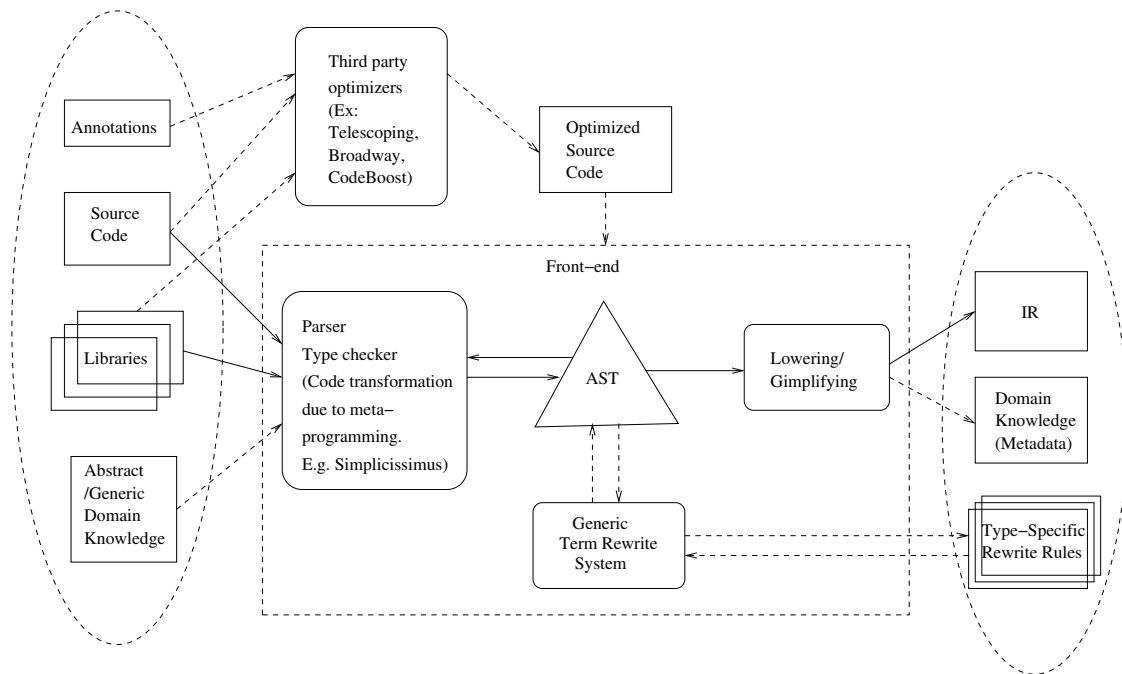 Annotations
Source
Code
Libraries
Abstract
/Generic
Domain
Knowledge
Third party
optimizers
(Ex:
Telescoping,
Broadway,
CodeBoost)
Optimized
Source
Code
Front−end
Parser
Type checker
(Code transformation
due to meta−
programming.
E.g. Simplicissimus)
AST
Lowering/
Gimplifying
Generic
Term Rewrite
System
IR
Domain
Knowledge
(Metadata)
Type−Specific
Rewrite Rules